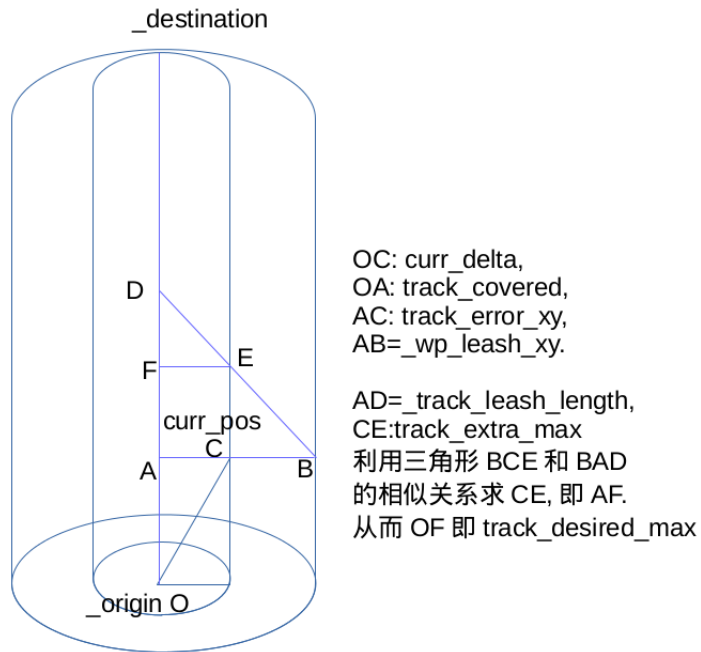 _destination
OC: curr_delta,
OA: track_covered,
AC: track_error_xy,
AB=_wp_leash_xy.
AD=_track_leash_length,
CE:track_extra_max
利用三角形 BCE 和 BAD
的相似关系求 CE, 即 AF.
从而 OF 即 track_desired_max
D
E
F
curr_pos
C
A
B
_origin O